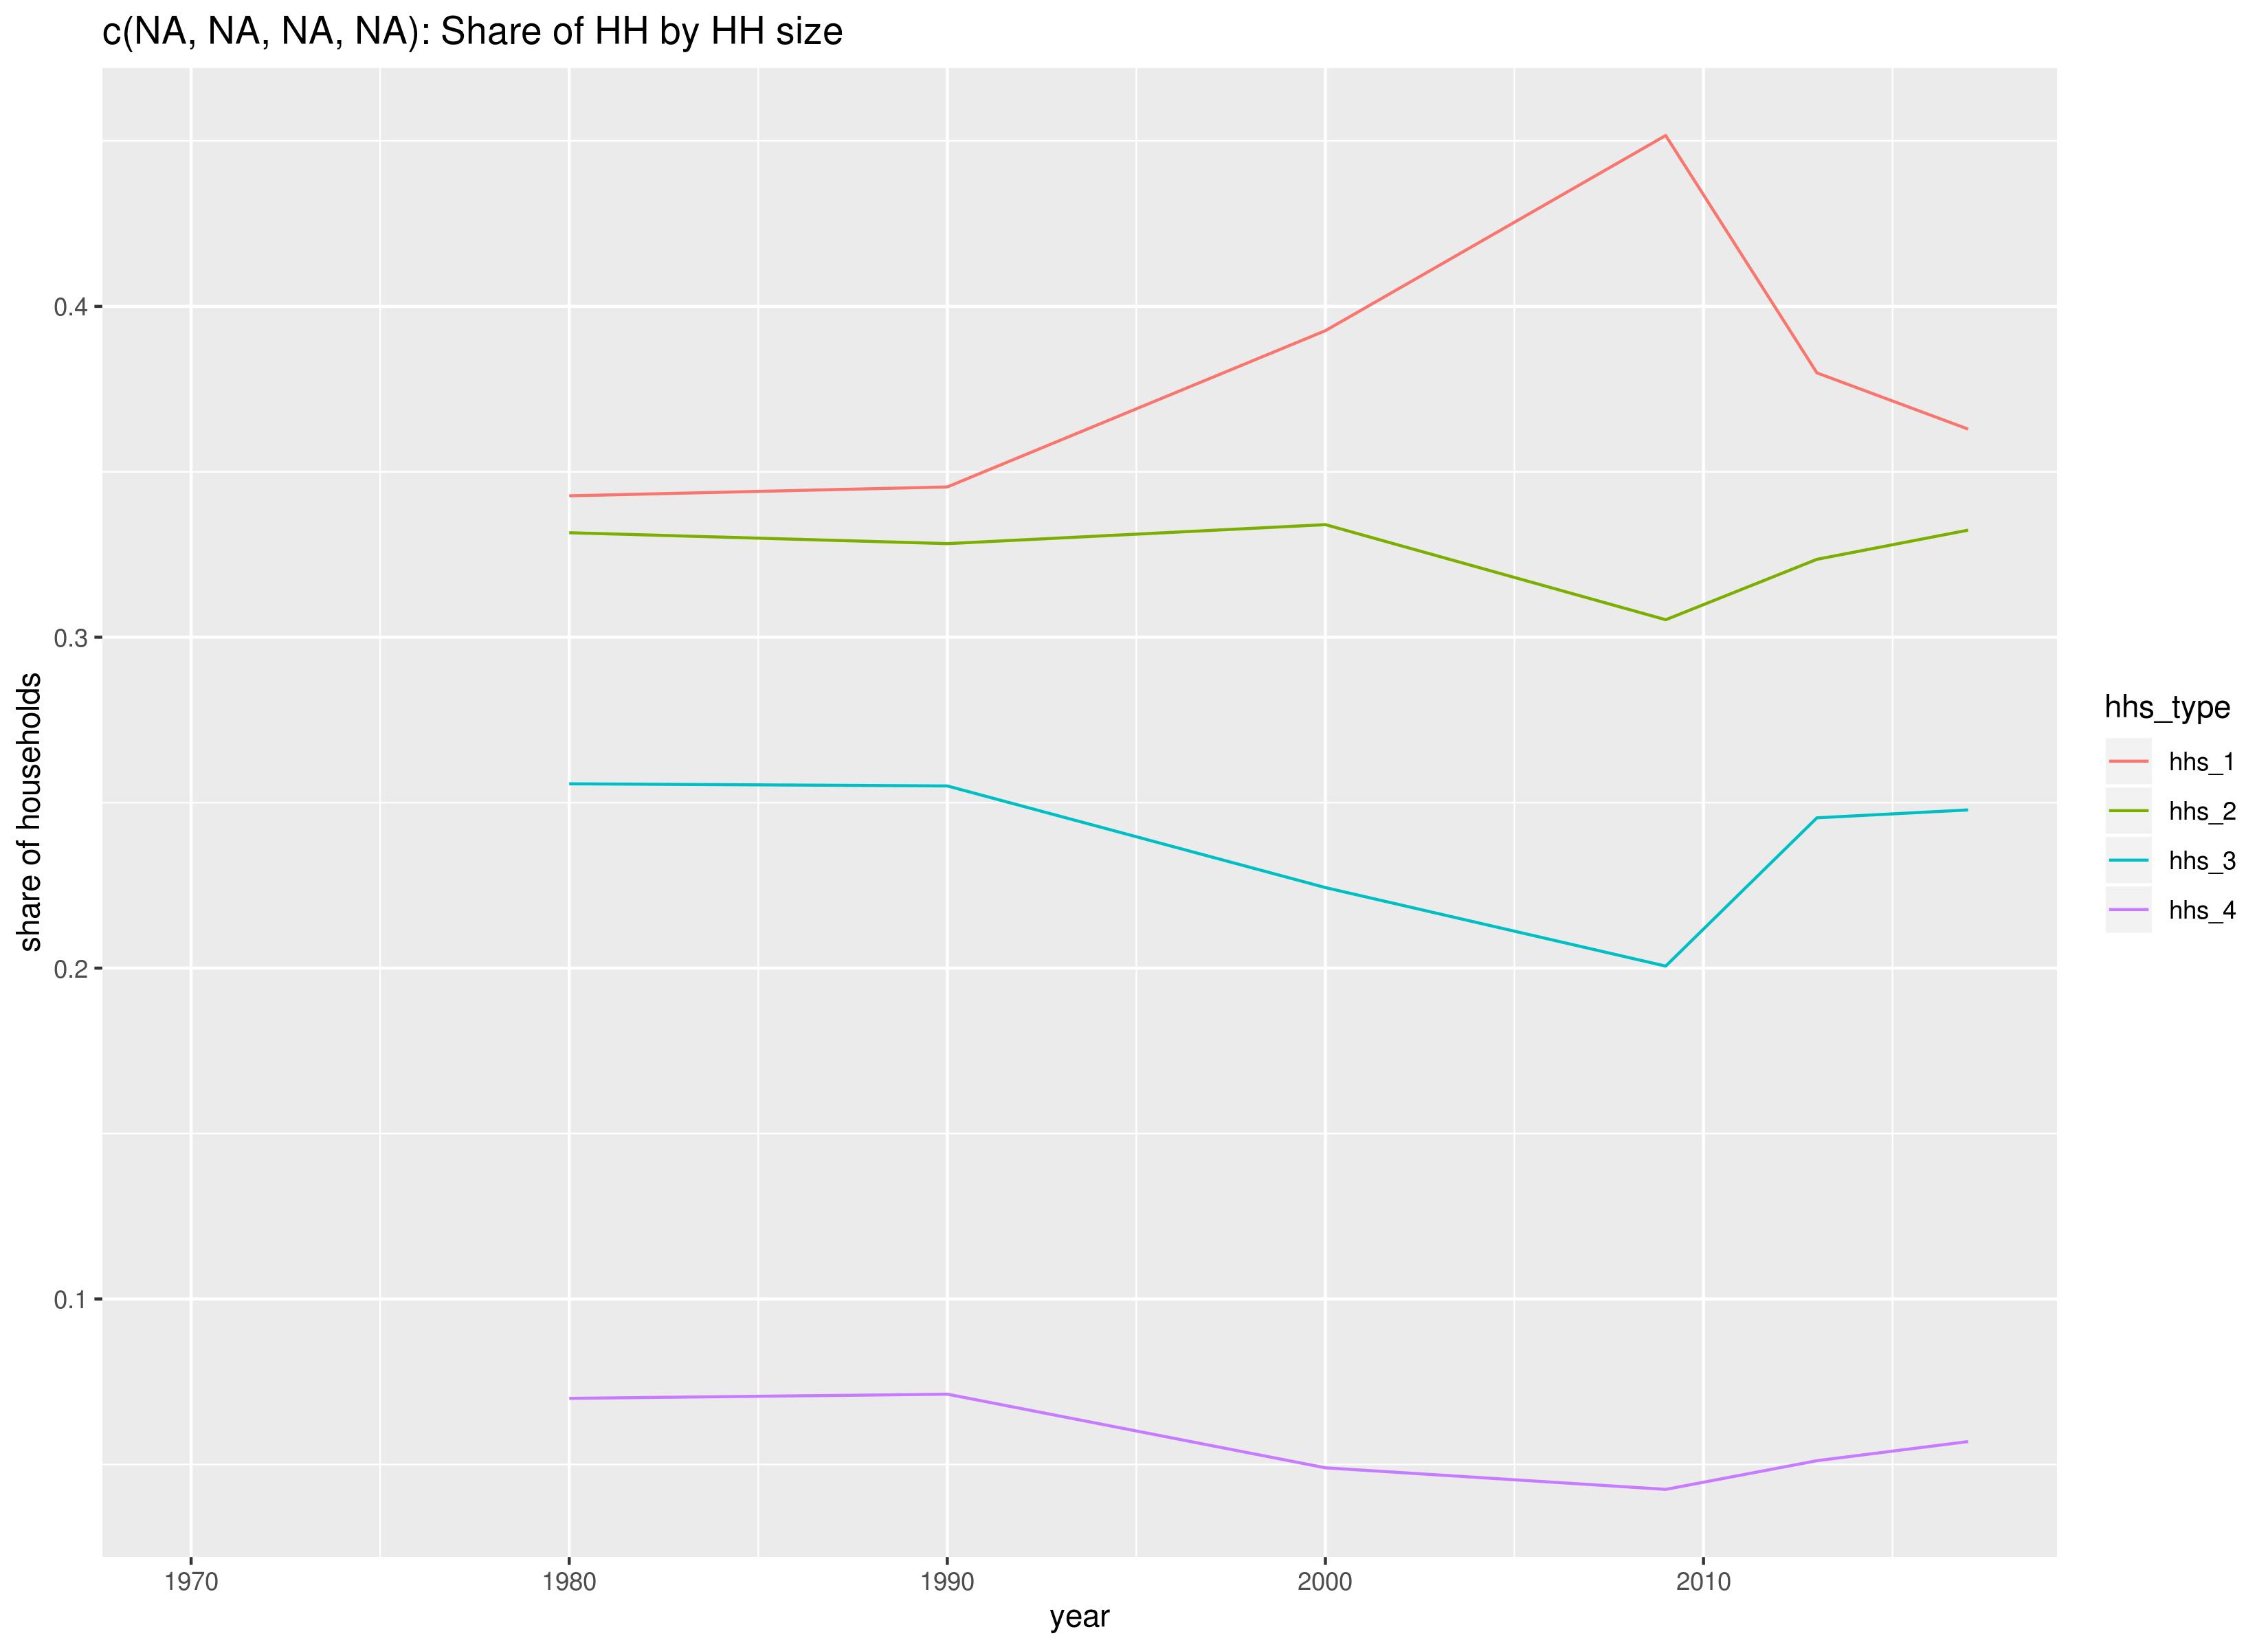 c(NA, NA, NA, NA): Share of HH by HH size
share of households
0.4
0.3
0.2
0.1
1970
1980
1990
2000
2010
year
hhs_type
hhs_1
hhs_2
hhs_3
hhs_4